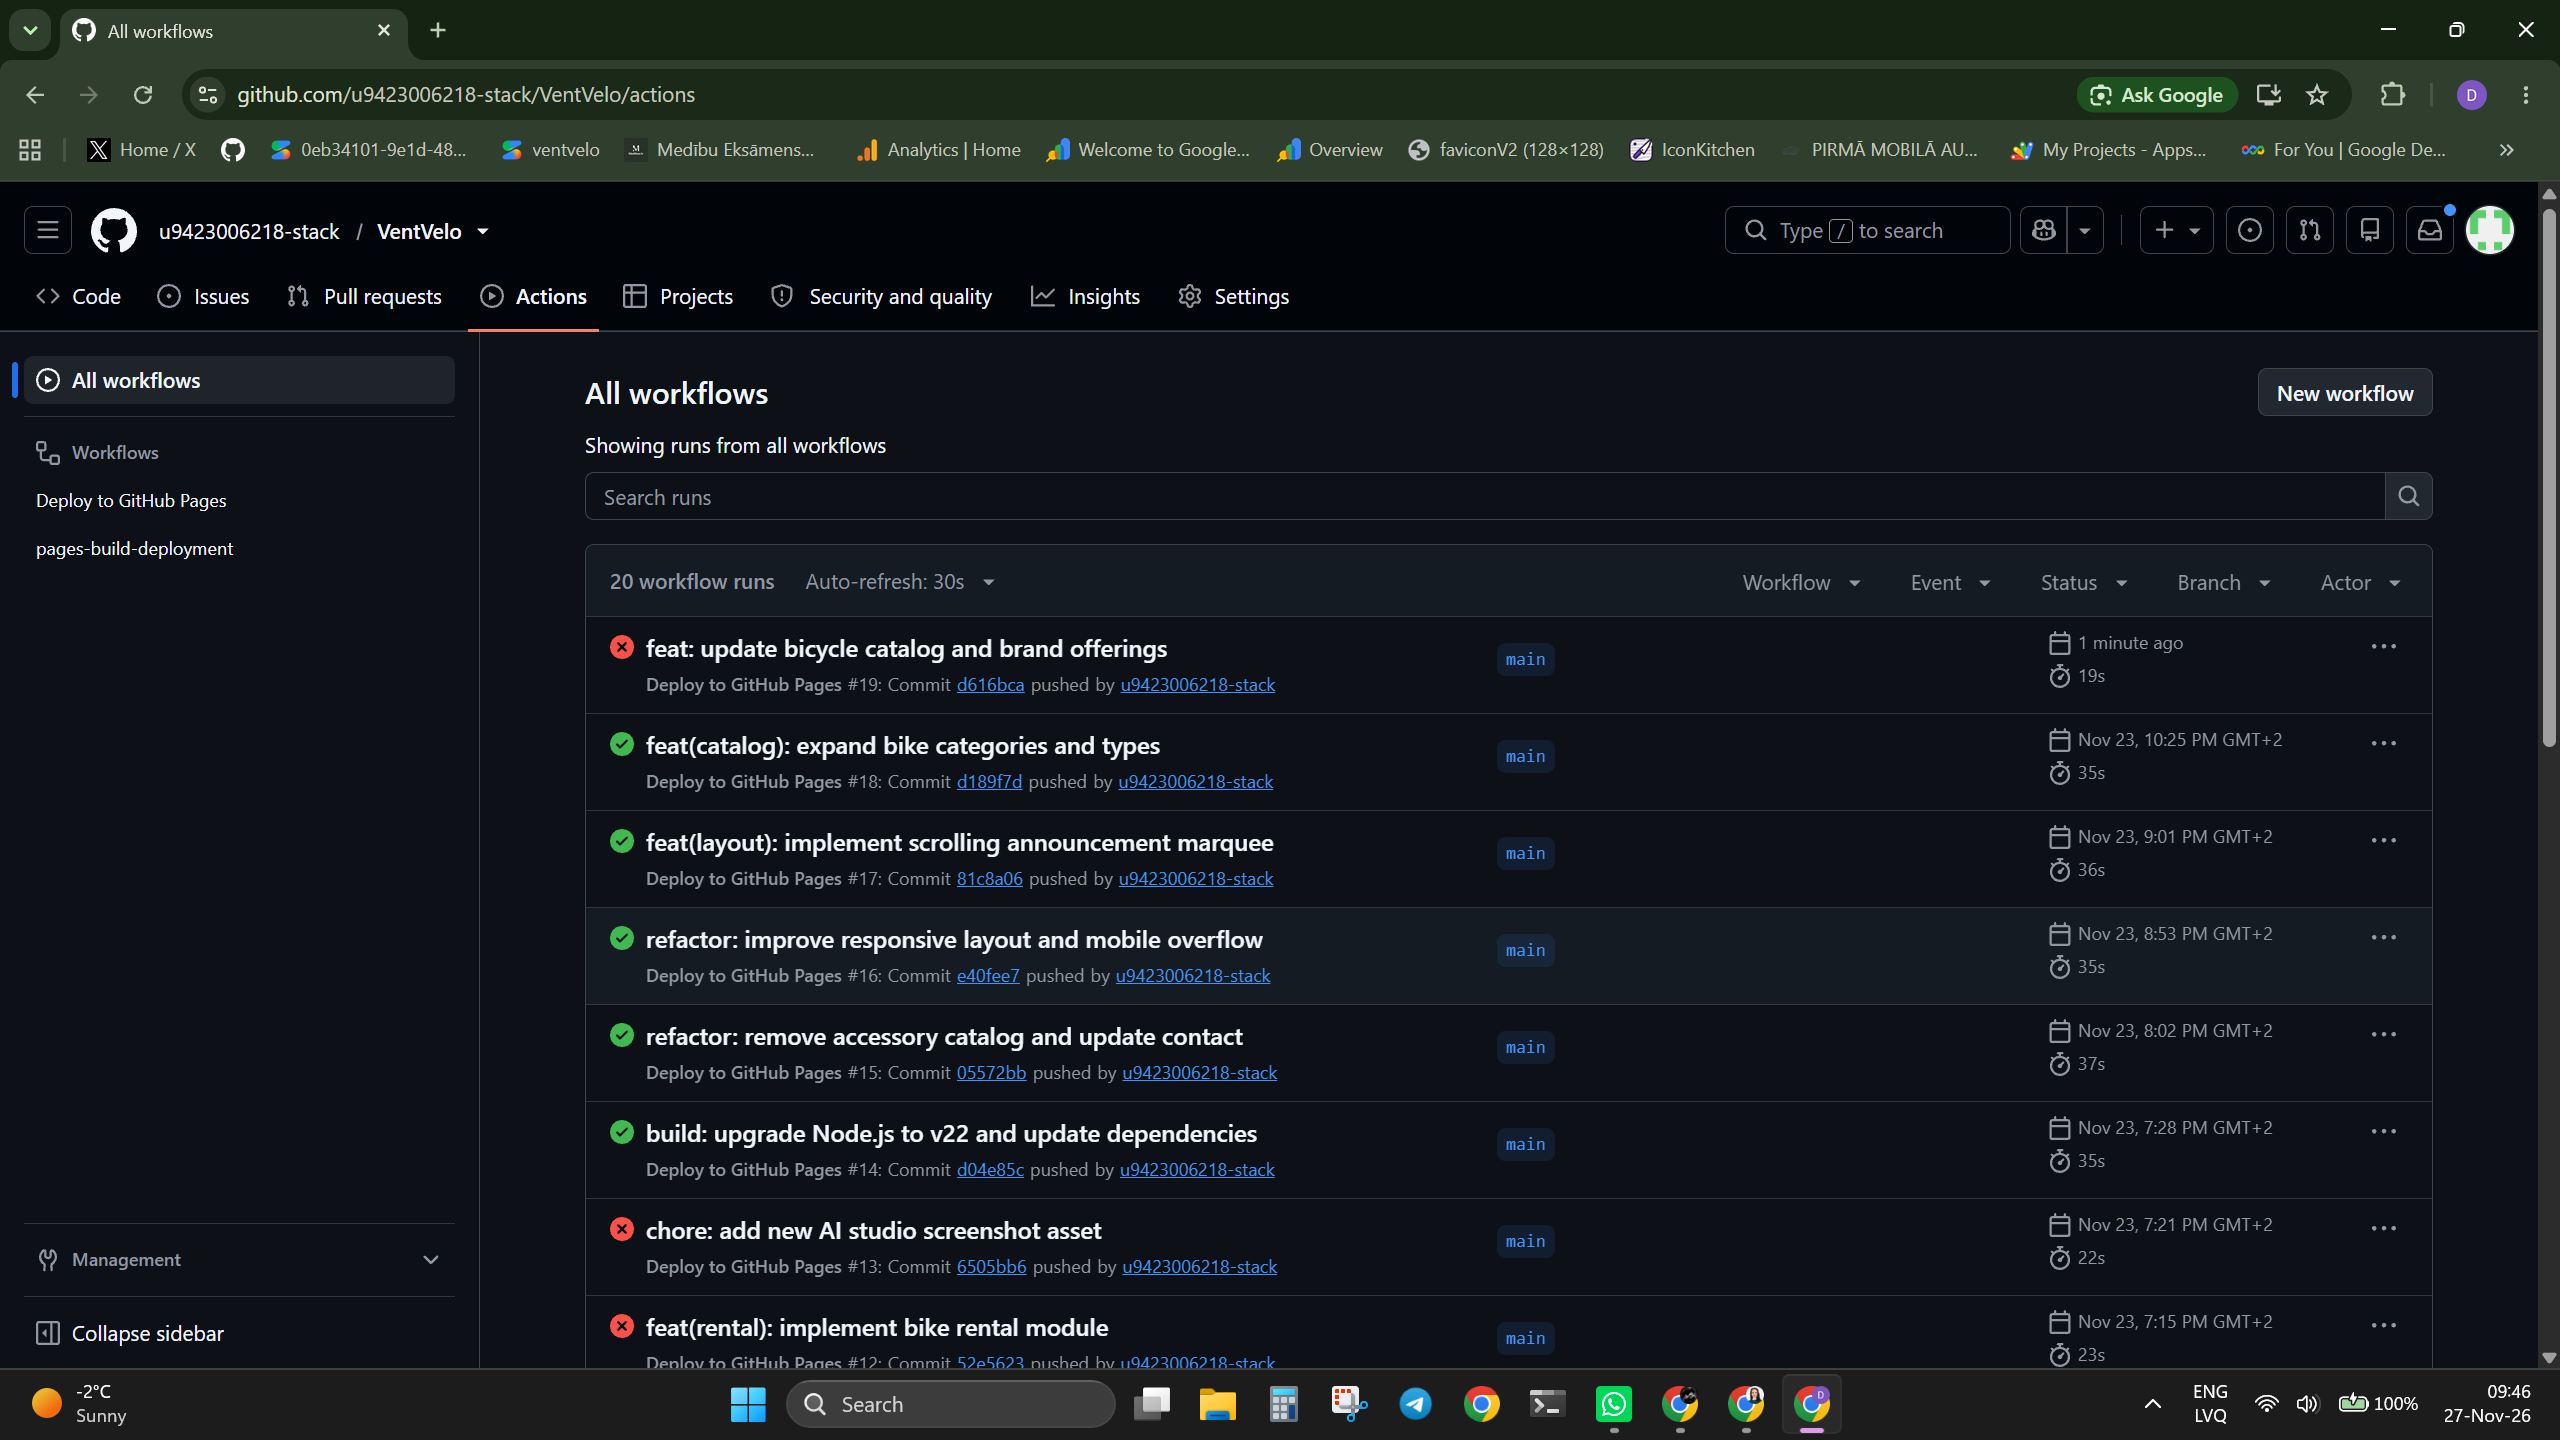 All workflows
github.com/u9423006218-stack/VentVelo/actions
Ask Google
D
Home / X
0eb34101-9e1d-48...
ventvelo
Medību Eksāmens...
Analytics | Home
Welcome to Google...
Overview
faviconV2 (128×128)
IconKitchen
PIRMĀ MOBILĀ AU...
My Projects - Apps...
For You | Google De...
u9423006218-stack / VentVelo
Type / to search
Code
Issues
Pull requests
Actions
Projects
Security and quality
Insights
Settings
All workflows
Workflows
Deploy to GitHub Pages
pages-build-deployment
Management
Collapse sidebar
All workflows
New workflow
Showing runs from all workflows
Search runs
20 workflow runs
Auto-refresh: 30s
Workflow
Event
Status
Branch
Actor
feat: update bicycle catalog and brand offerings
Deploy to GitHub Pages #19: Commit d616bca pushed by u9423006218-stack
main
1 minute ago
19s
feat(catalog): expand bike categories and types
Deploy to GitHub Pages #18: Commit d189f7d pushed by u9423006218-stack
main
Nov 23, 10:25 PM GMT+2
35s
feat(layout): implement scrolling announcement marquee
Deploy to GitHub Pages #17: Commit 81c8a06 pushed by u9423006218-stack
main
Nov 23, 9:01 PM GMT+2
36s
refactor: improve responsive layout and mobile overflow
Deploy to GitHub Pages #16: Commit e40fee7 pushed by u9423006218-stack
main
Nov 23, 8:53 PM GMT+2
35s
refactor: remove accessory catalog and update contact
Deploy to GitHub Pages #15: Commit 05572bb pushed by u9423006218-stack
main
Nov 23, 8:02 PM GMT+2
37s
build: upgrade Node.js to v22 and update dependencies
Deploy to GitHub Pages #14: Commit d04e85c pushed by u9423006218-stack
main
Nov 23, 7:28 PM GMT+2
35s
chore: add new AI studio screenshot asset
Deploy to GitHub Pages #13: Commit 6505bb6 pushed by u9423006218-stack
main
Nov 23, 7:21 PM GMT+2
22s
feat(rental): implement bike rental module
Deploy to GitHub Pages #12: Commit 52e5623 pushed by u9423006218-stack
main
Nov 23, 7:15 PM GMT+2
23s
-2°C
Sunny
Search
ENG
LVQ
100%
09:46
27-Nov-26